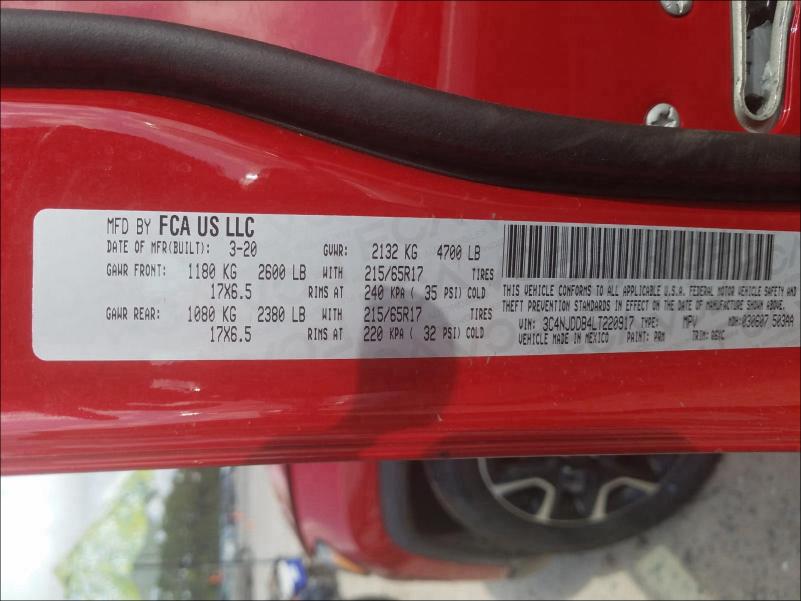 MFD BY FCA US LLC
DATE OF MFR(BUILT): 3-20 GVWR: 2132 KG 4700 LB
GAWR FRONT: 1180 KG 2600 LB WITH 215/65R17 TIRES
17X6.5 RIMS AT 240 KPA ( 35 PSI) COLD
GAWR REAR: 1080 KG 2380 LB WITH 215/65R17 TIRES
17X6.5 RIMS AT 220 KPA ( 32 PSI) COLD
THIS VEHICLE CONFORMS TO ALL APPLICABLE U.S.A. FEDERAL MOTOR VEHICLE SAFETY AND
THEFT PREVENTION STANDARDS IN EFFECT ON THE DATE OF MANUFACTURE SHOWN ABOVE.
VIN: 3C4NJDDB4LT220917 TYPE: MPV MDH: 030607 503AA
VEHICLE MADE IN MEXICO PAINT: PRM TRIM: